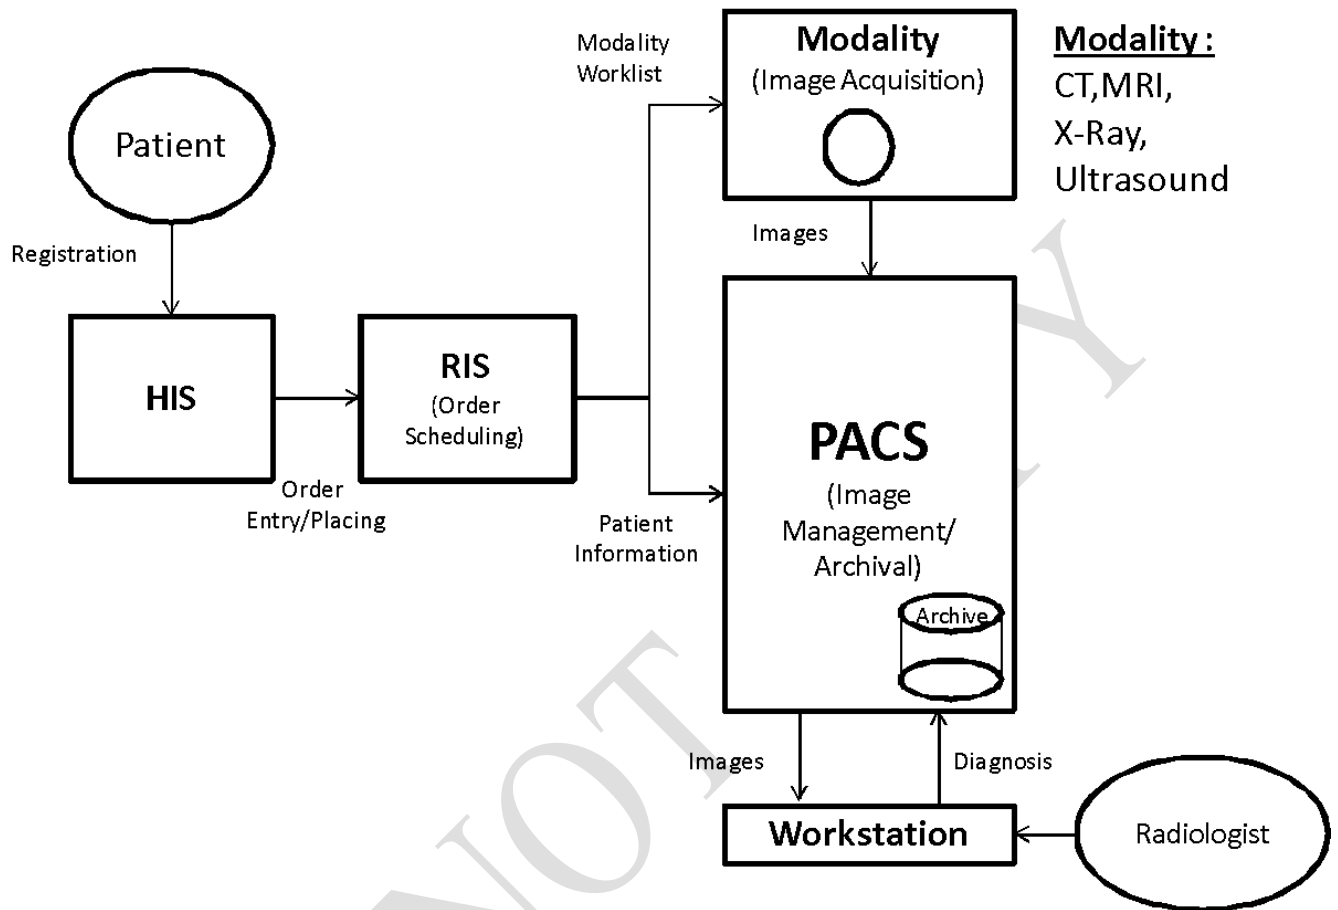 Patient
Registration
HIS
Order
Entry/Placing
RIS
(Order
Scheduling)
Modality
Worklist
Patient
Information
Modality
(Image Acquisition)
Modality :
CT,MRI,
X-Ray,
Ultrasound
Images
PACS
(Image
Management/
Archival)
Archive
Images
Diagnosis
Workstation
Radiologist
NOT
Y